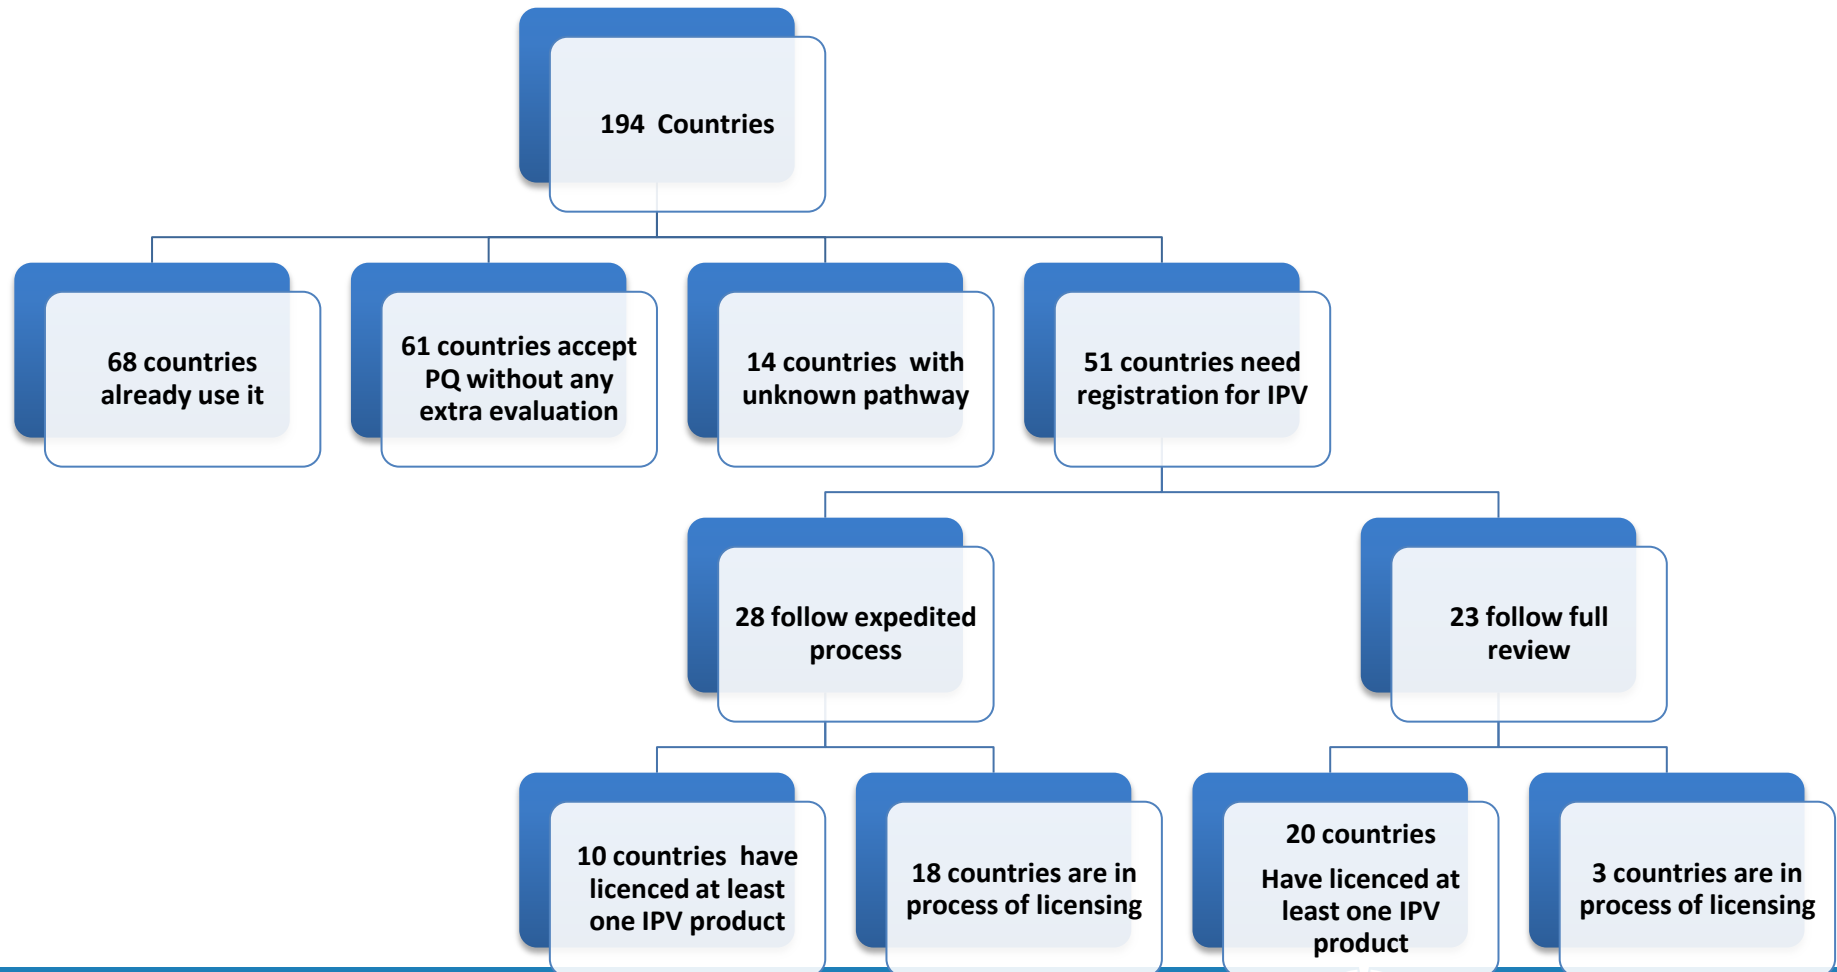 194  Countries
68 countries
already use it
61 countries accept
PQ without any
extra evaluation
14 countries  with
unknown pathway
51 countries need
registration for IPV
28 follow expedited
process
23 follow full
review
10 countries  have
licenced at least
one IPV product
18 countries are in
process of licensing
20 countries
Have licenced at
least one IPV
product
3 countries are in
process of licensing